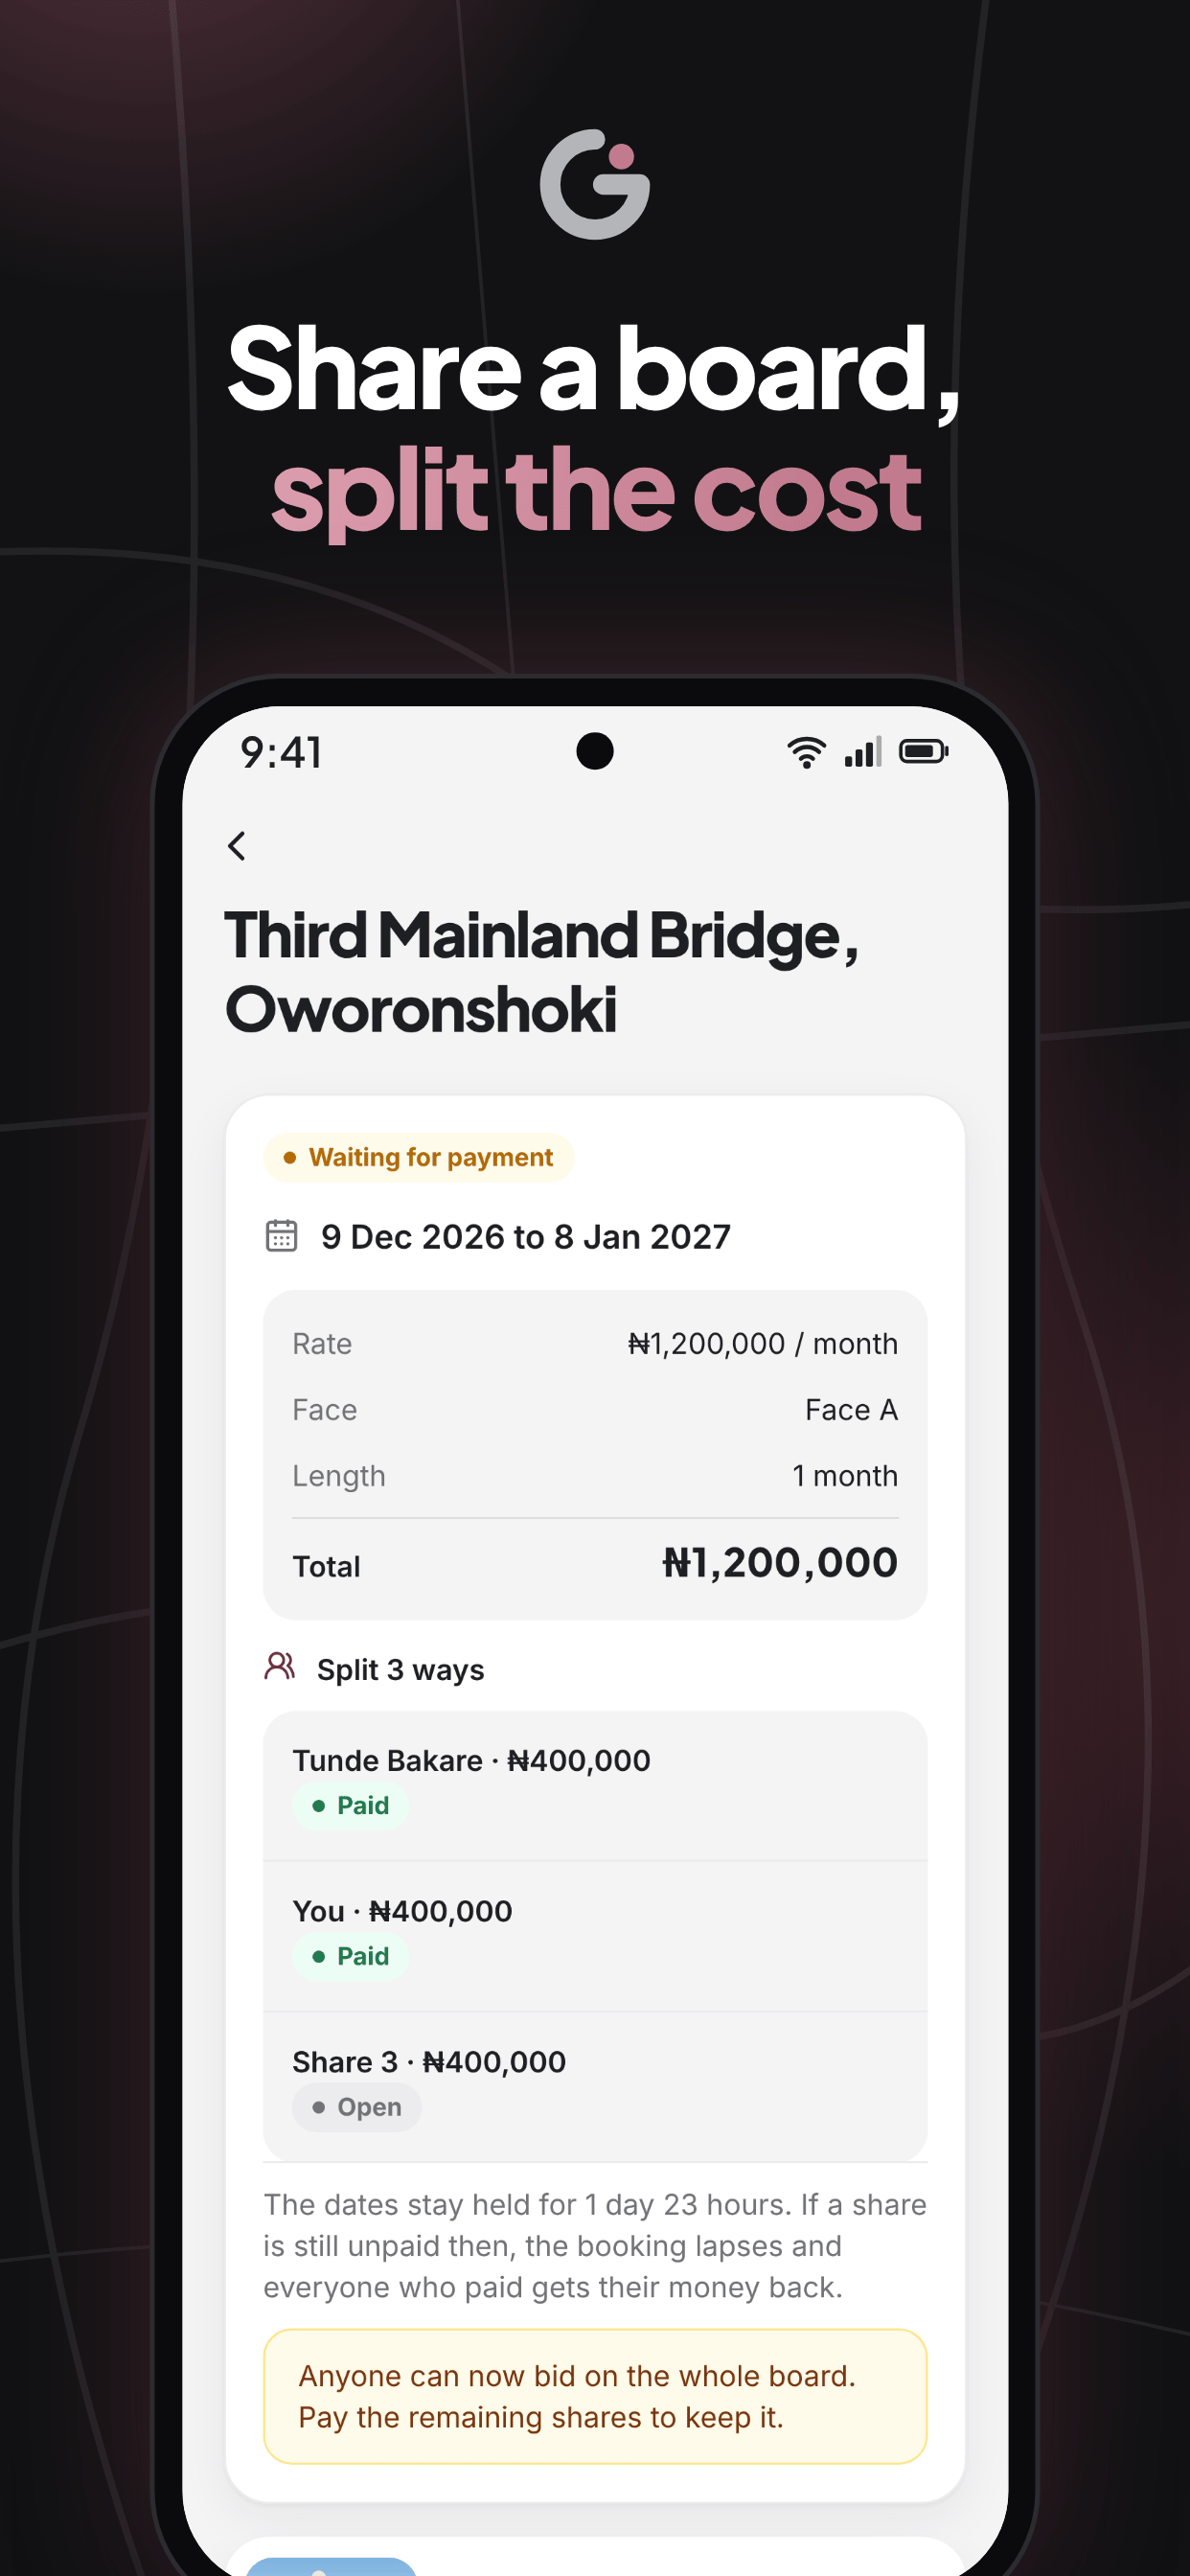 Share a board,
split the cost
9:41
Third Mainland Bridge,
Oworonshoki
Waiting for payment
9 Dec 2026 to 8 Jan 2027
Rate ₦1,200,000 / month
Face Face A
Length 1 month
Total ₦1,200,000
Split 3 ways
Tunde Bakare · ₦400,000
Paid
You · ₦400,000
Paid
Share 3 · ₦400,000
Open
The dates stay held for 1 day 23 hours. If a share
is still unpaid then, the booking lapses and
everyone who paid gets their money back.
Anyone can now bid on the whole board.
Pay the remaining shares to keep it.